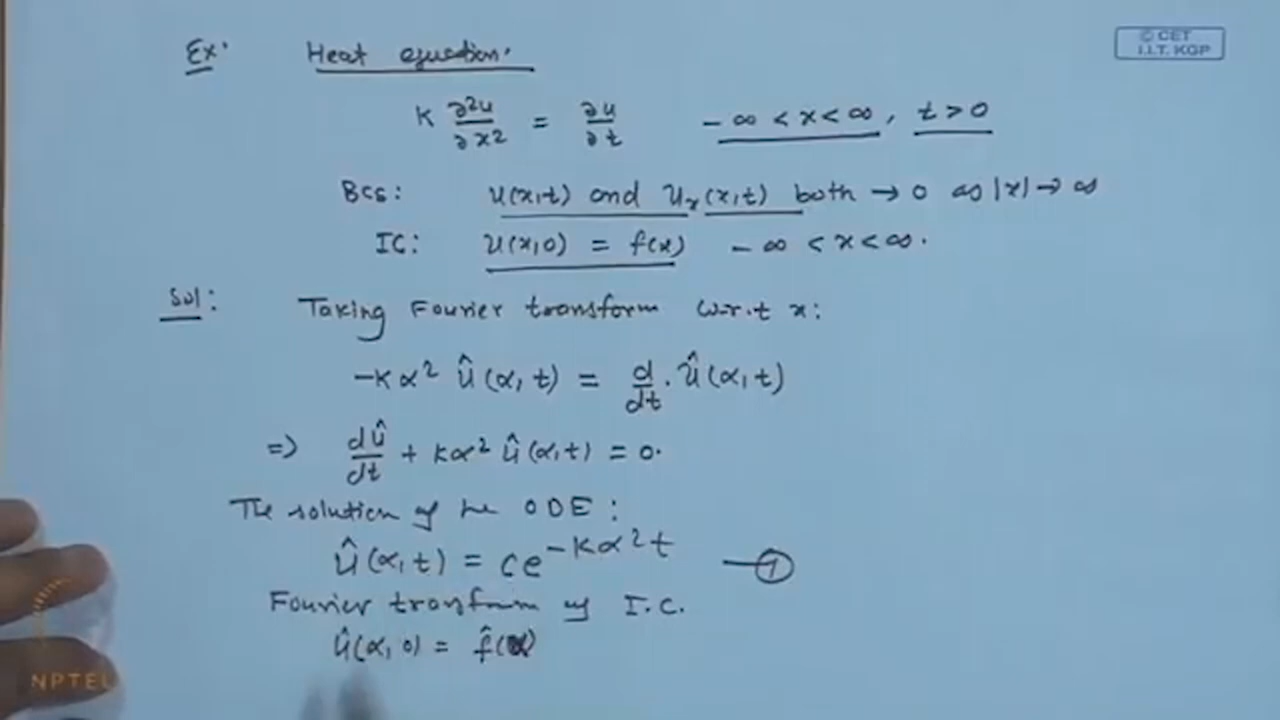 © CET
I.I.T. KGP
Ex. Heat equation.
K ∂²u/∂x² = ∂u/∂t   -∞ < x < ∞, t > 0
BCs: u(x,t) and uₓ(x,t) both → 0 as |x| → ∞
IC: u(x,0) = f(x)   -∞ < x < ∞.
Sol: Taking Fourier transform w.r.t x:
-Kα² û(α,t) = d/dt . û(α,t)
⇒ dû/dt + Kα² û(α,t) = 0.
The solution of the ODE:
û(α,t) = ce^{-Kα²t} —①
Fourier transform of I.C.
û(α,0) = f̂(α)
NPTEL